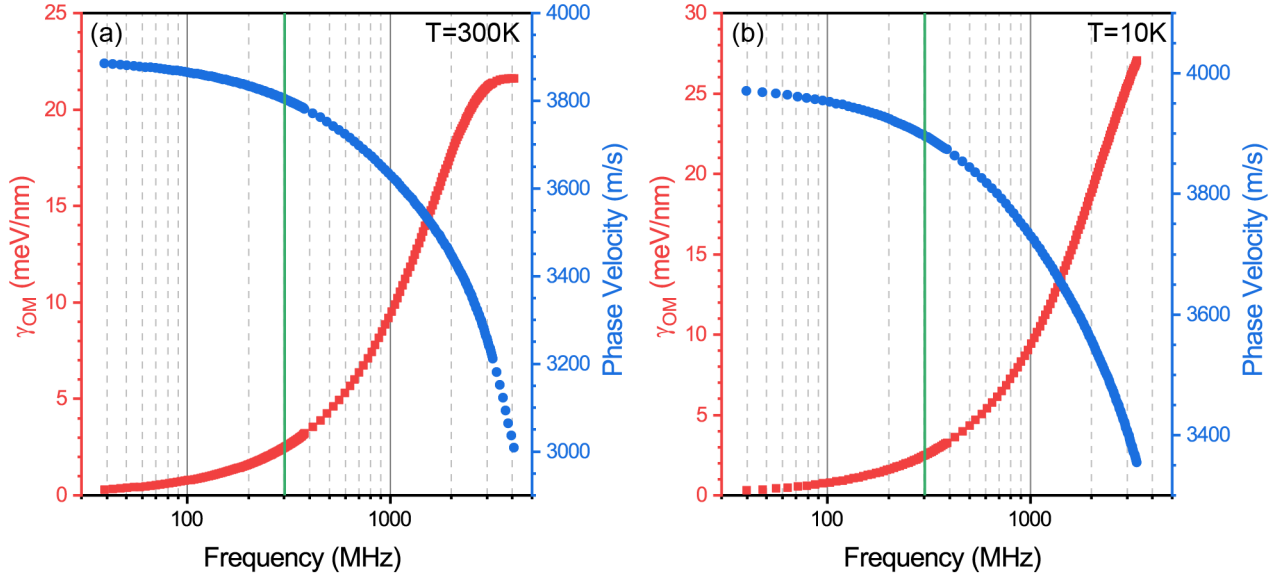 (a)
T=300K
25
20
15
10
5
0
γOM (meV/nm)
4000
3800
3600
3400
3200
3000
Phase Velocity (m/s)
100
1000
Frequency (MHz)
(b)
T=10K
30
25
20
15
10
5
0
γOM (meV/nm)
4000
3800
3600
3400
Phase Velocity (m/s)
100
1000
Frequency (MHz)